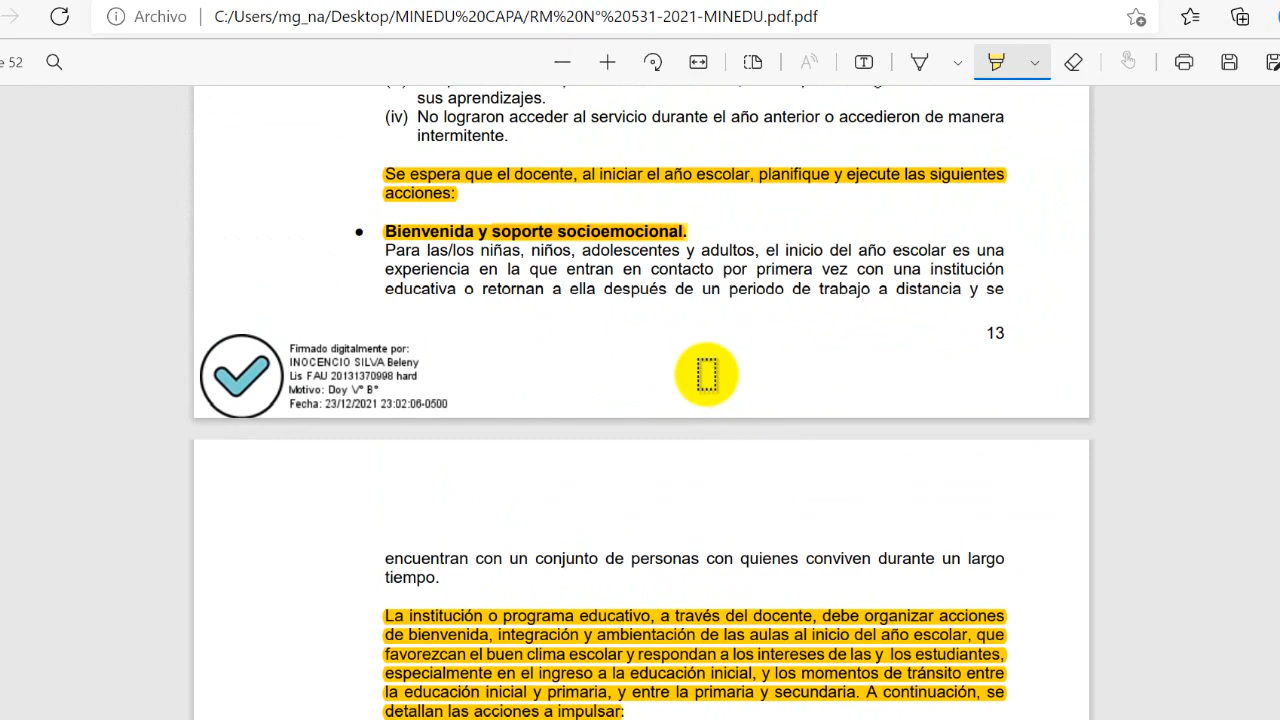 Archivo
C:/Users/mg_na/Desktop/MINEDU%20CAPA/RM%20N°%20531-2021-MINEDU.pdf.pdf
e 52
sus aprendizajes.
(iv) No lograron acceder al servicio durante el año anterior o accedieron de manera
intermitente.
Se espera que el docente, al iniciar el año escolar, planifique y ejecute las siguientes
acciones:
● Bienvenida y soporte socioemocional.
Para las/los niñas, niños, adolescentes y adultos, el inicio del año escolar es una
experiencia en la que entran en contacto por primera vez con una institución
educativa o retornan a ella después de un periodo de trabajo a distancia y se
13
Firmado digitalmente por:
INOCENCIO SILVA Beleny
Lis FAU 20131370998 hard
Motivo: Doy V° B°
Fecha: 23/12/2021 23:02:06-0500
encuentran con un conjunto de personas con quienes conviven durante un largo
tiempo.
La institución o programa educativo, a través del docente, debe organizar acciones
de bienvenida, integración y ambientación de las aulas al inicio del año escolar, que
favorezcan el buen clima escolar y respondan a los intereses de las y los estudiantes,
especialmente en el ingreso a la educación inicial, y los momentos de tránsito entre
la educación inicial y primaria, y entre la primaria y secundaria. A continuación, se
detallan las acciones a impulsar: